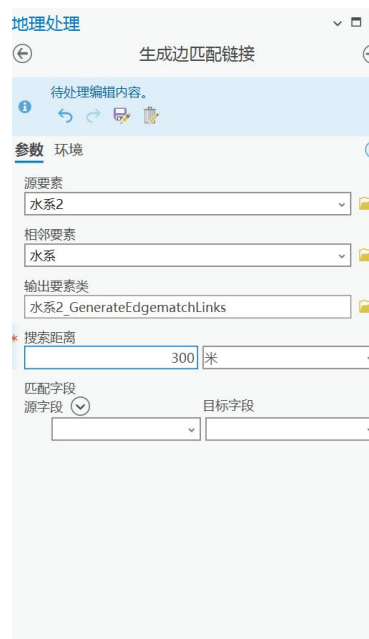 地理处理
生成边匹配链接
待处理编辑内容。
参数 环境
源要素
水系2
相邻要素
水系
输出要素类
水系2_GenerateEdgematchLinks
* 搜索距离
300 米
匹配字段
源字段 目标字段